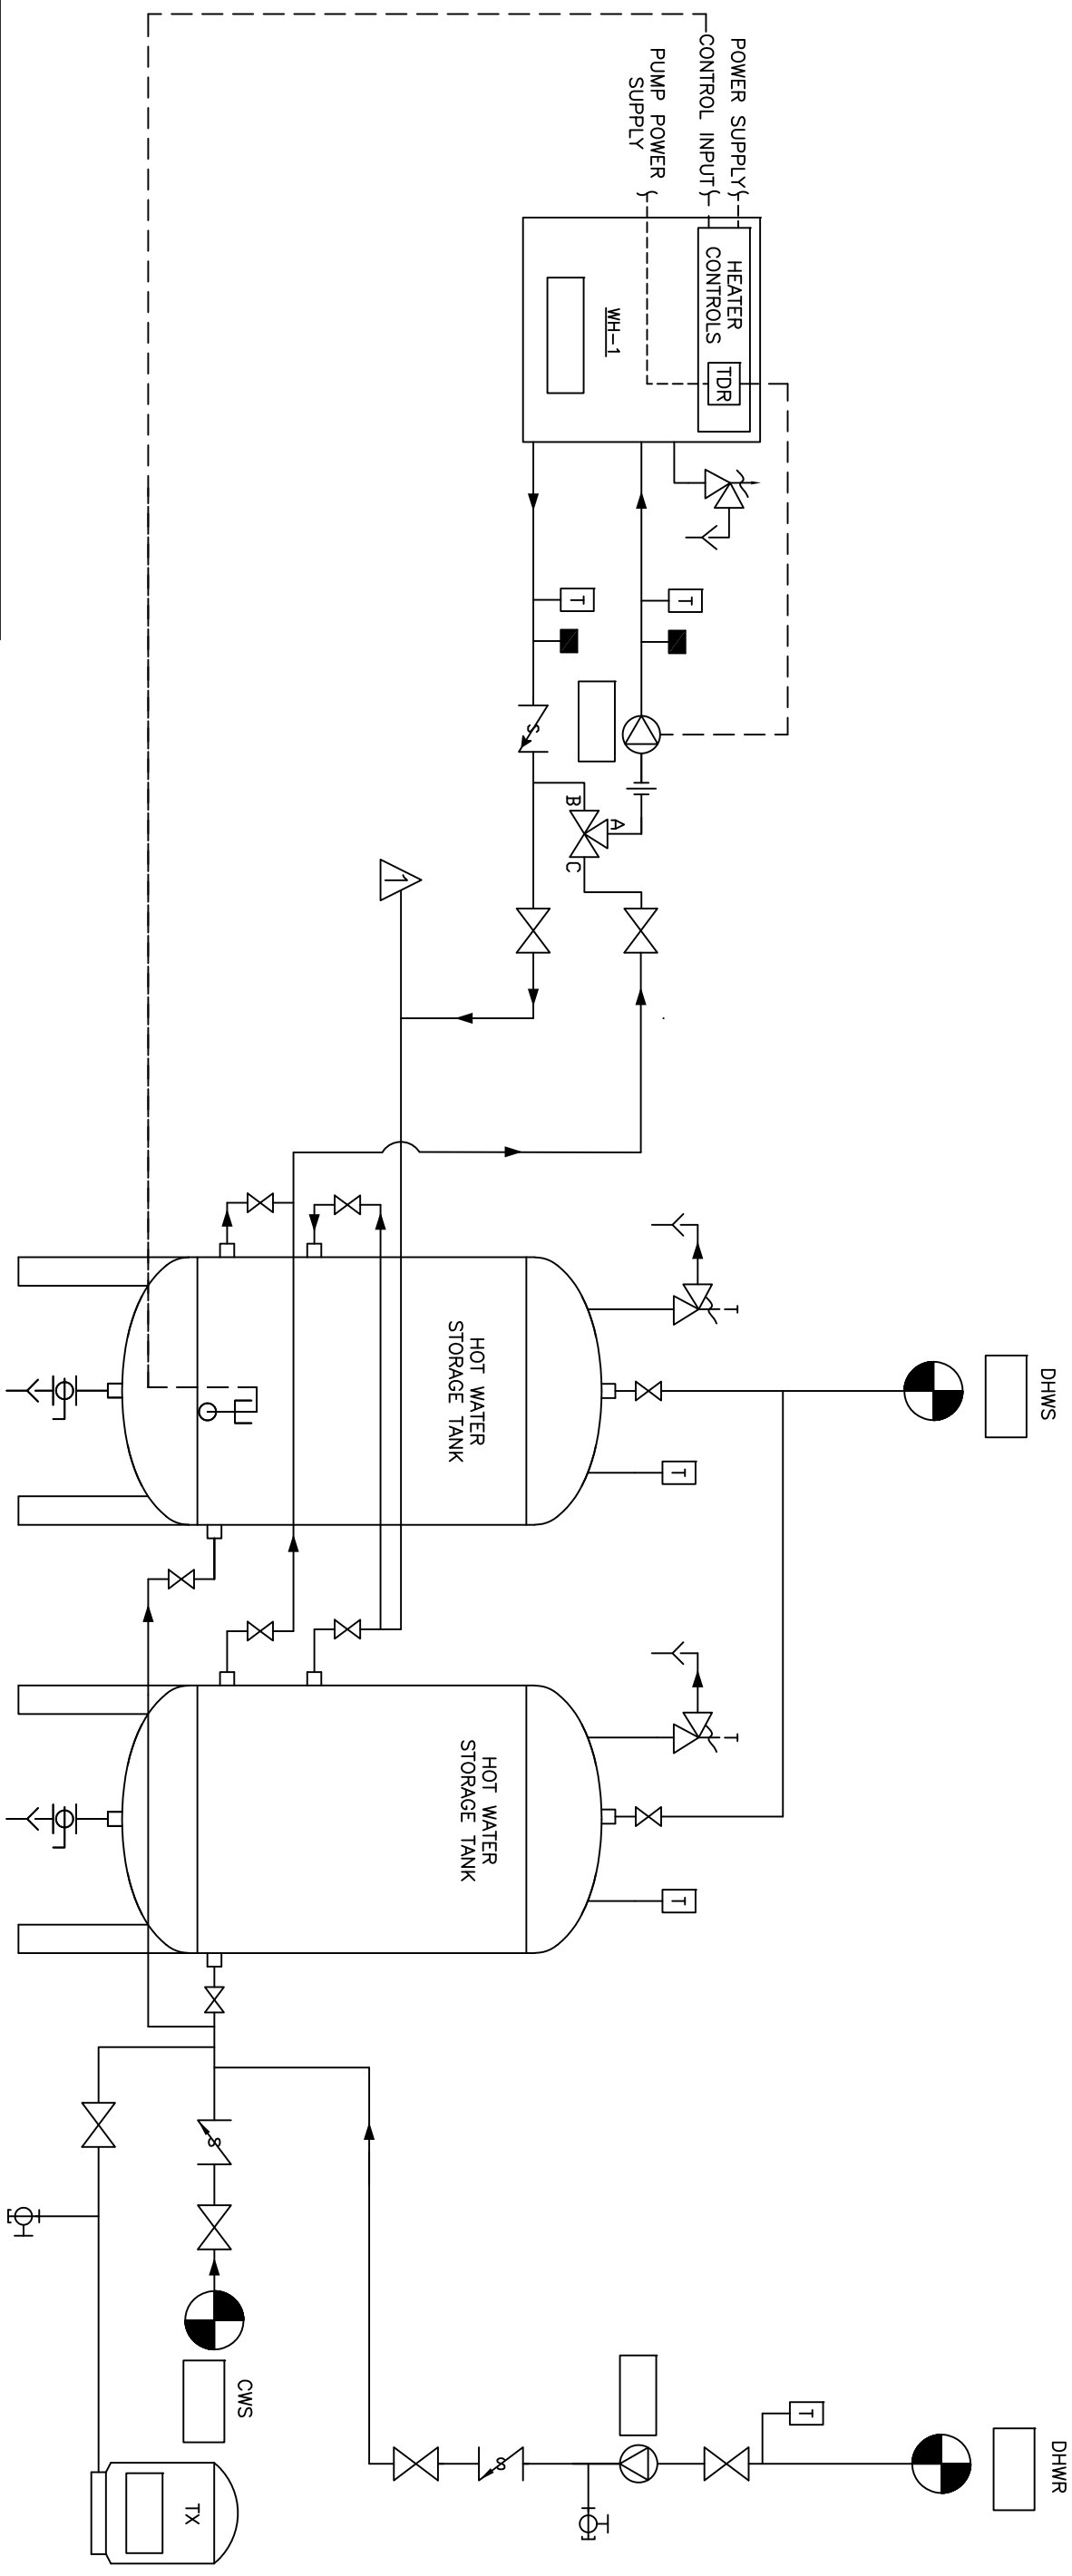 POWER SUPPLY
CONTROL INPUT
PUMP POWER
SUPPLY
HEATER
CONTROLS
TDR
WH-1
T
T
S
B
A
C
1
T
HOT WATER
STORAGE TANK
T
DHWS
T
HOT WATER
STORAGE TANK
T
S
CWS
TX
S
T
DHWR